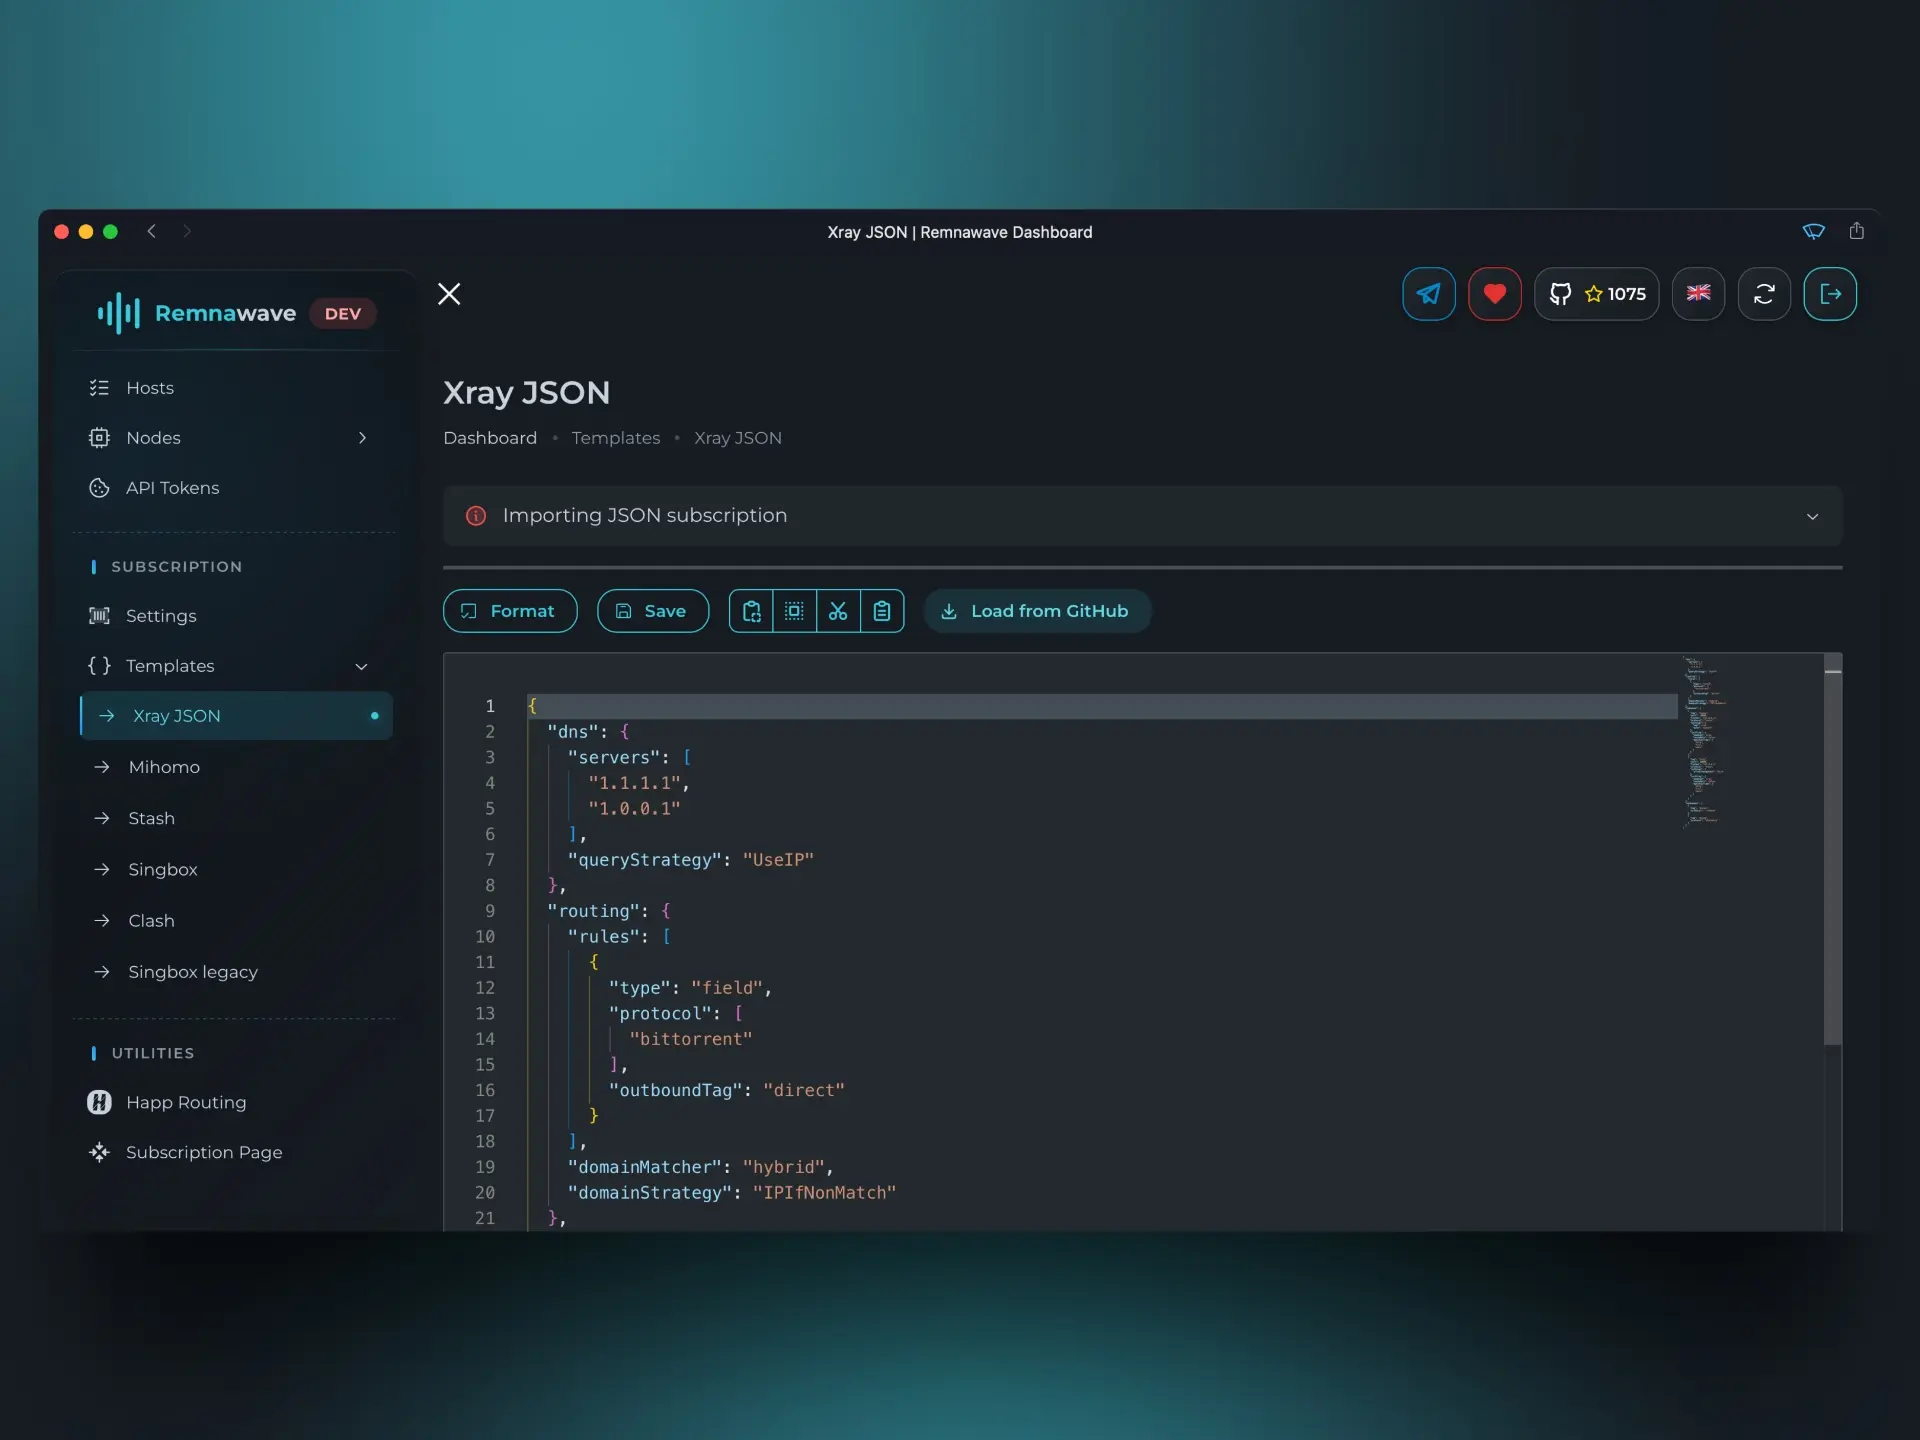 Xray JSON | Remnawave Dashboard
Remnawave DEV
1075
Hosts
Nodes
API Tokens
SUBSCRIPTION
Settings
Templates
Xray JSON
Mihomo
Stash
Singbox
Clash
Singbox legacy
UTILITIES
Happ Routing
Subscription Page
Xray JSON
Dashboard • Templates • Xray JSON
Importing JSON subscription
Format Save Load from GitHub
1 {
2 "dns": {
3 "servers": [
4 "1.1.1.1",
5 "1.0.0.1"
6 ],
7 "queryStrategy": "UseIP"
8 },
9 "routing": {
10 "rules": [
11 {
12 "type": "field",
13 "protocol": [
14 "bittorrent"
15 ],
16 "outboundTag": "direct"
17 }
18 ],
19 "domainMatcher": "hybrid",
20 "domainStrategy": "IPIfNonMatch"
21 },